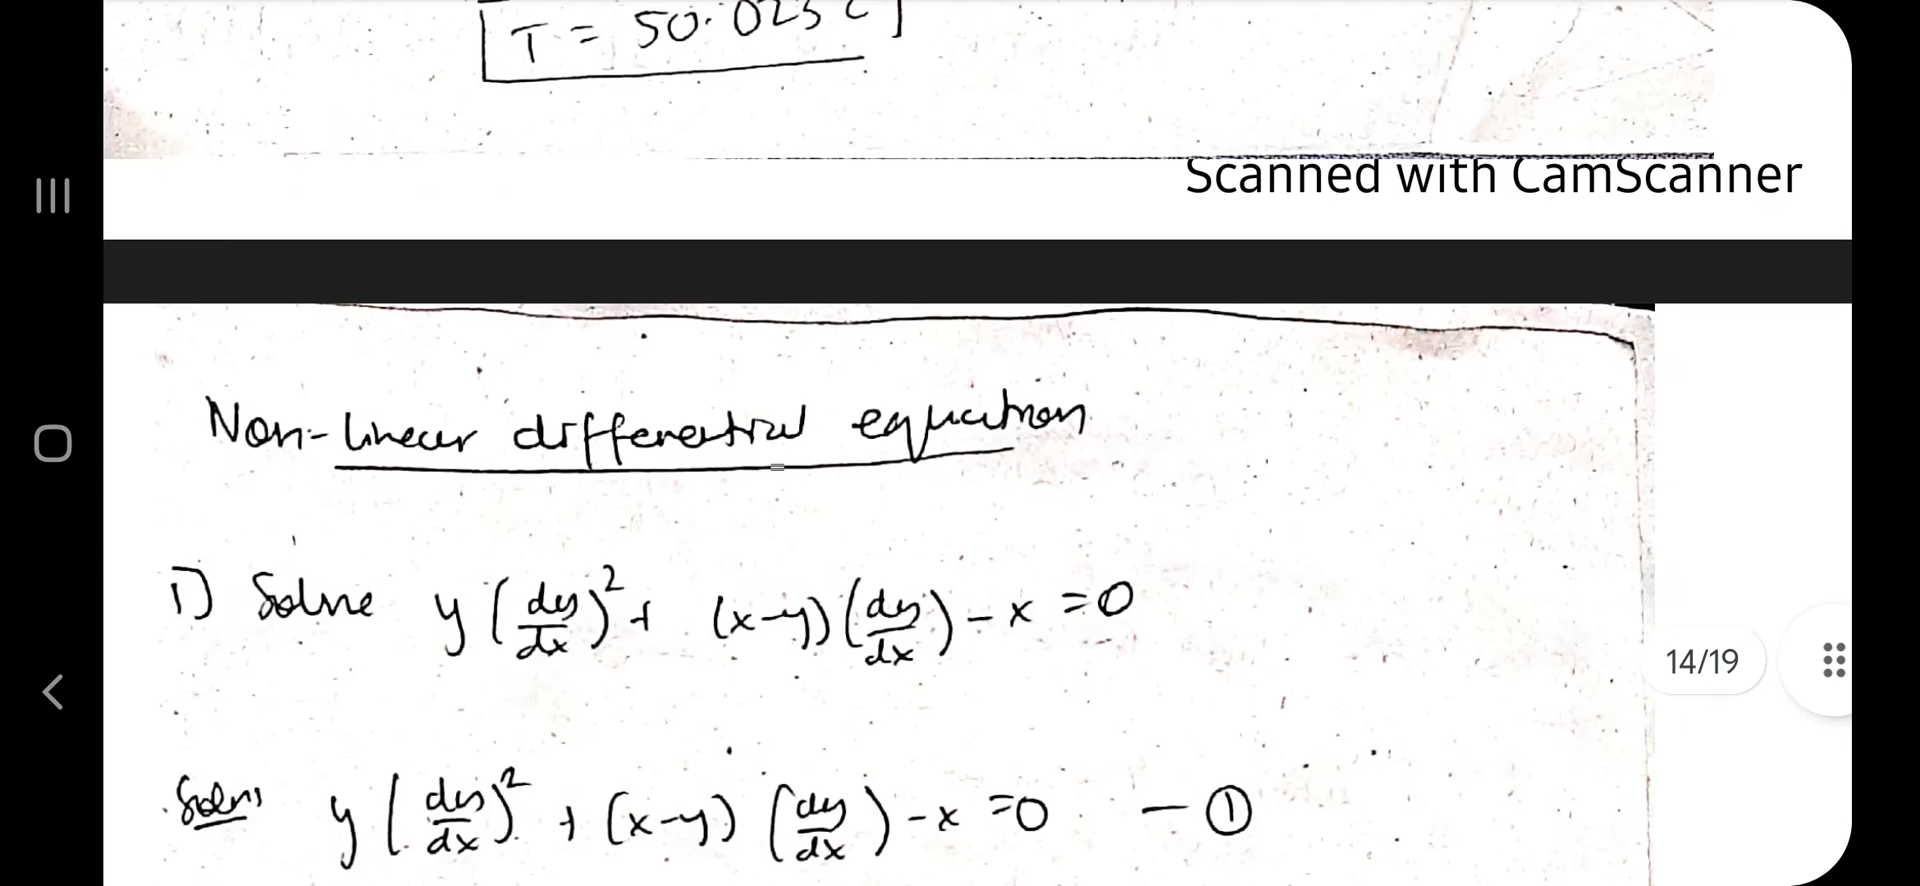 T = 50.025 c
Scanned with CamScanner
Non-linear differential equation
1) Solve y (dy/dx)² + (x-y) (dy/dx) - x = 0
14/19
Soln, y (dy/dx)² + (x-y) (dy/dx) - x = 0 — ①